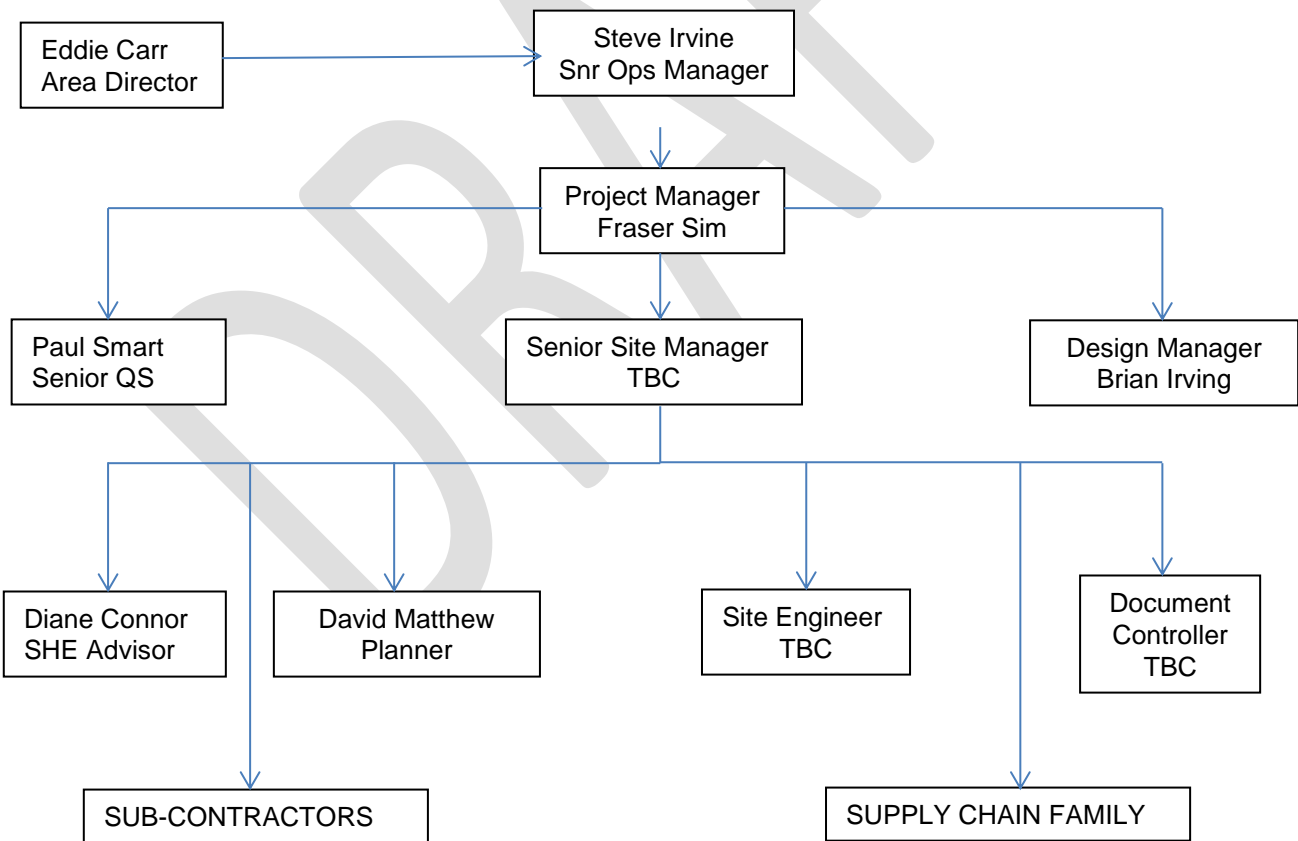 Eddie Carr
Area Director
Steve Irvine
Snr Ops Manager
Project Manager
Fraser Sim
Paul Smart
Senior QS
Senior Site Manager
TBC
Design Manager
Brian Irving
Diane Connor
SHE Advisor
David Matthew
Planner
Site Engineer
TBC
Document
Controller
TBC
SUB-CONTRACTORS
SUPPLY CHAIN FAMILY
DRAFT